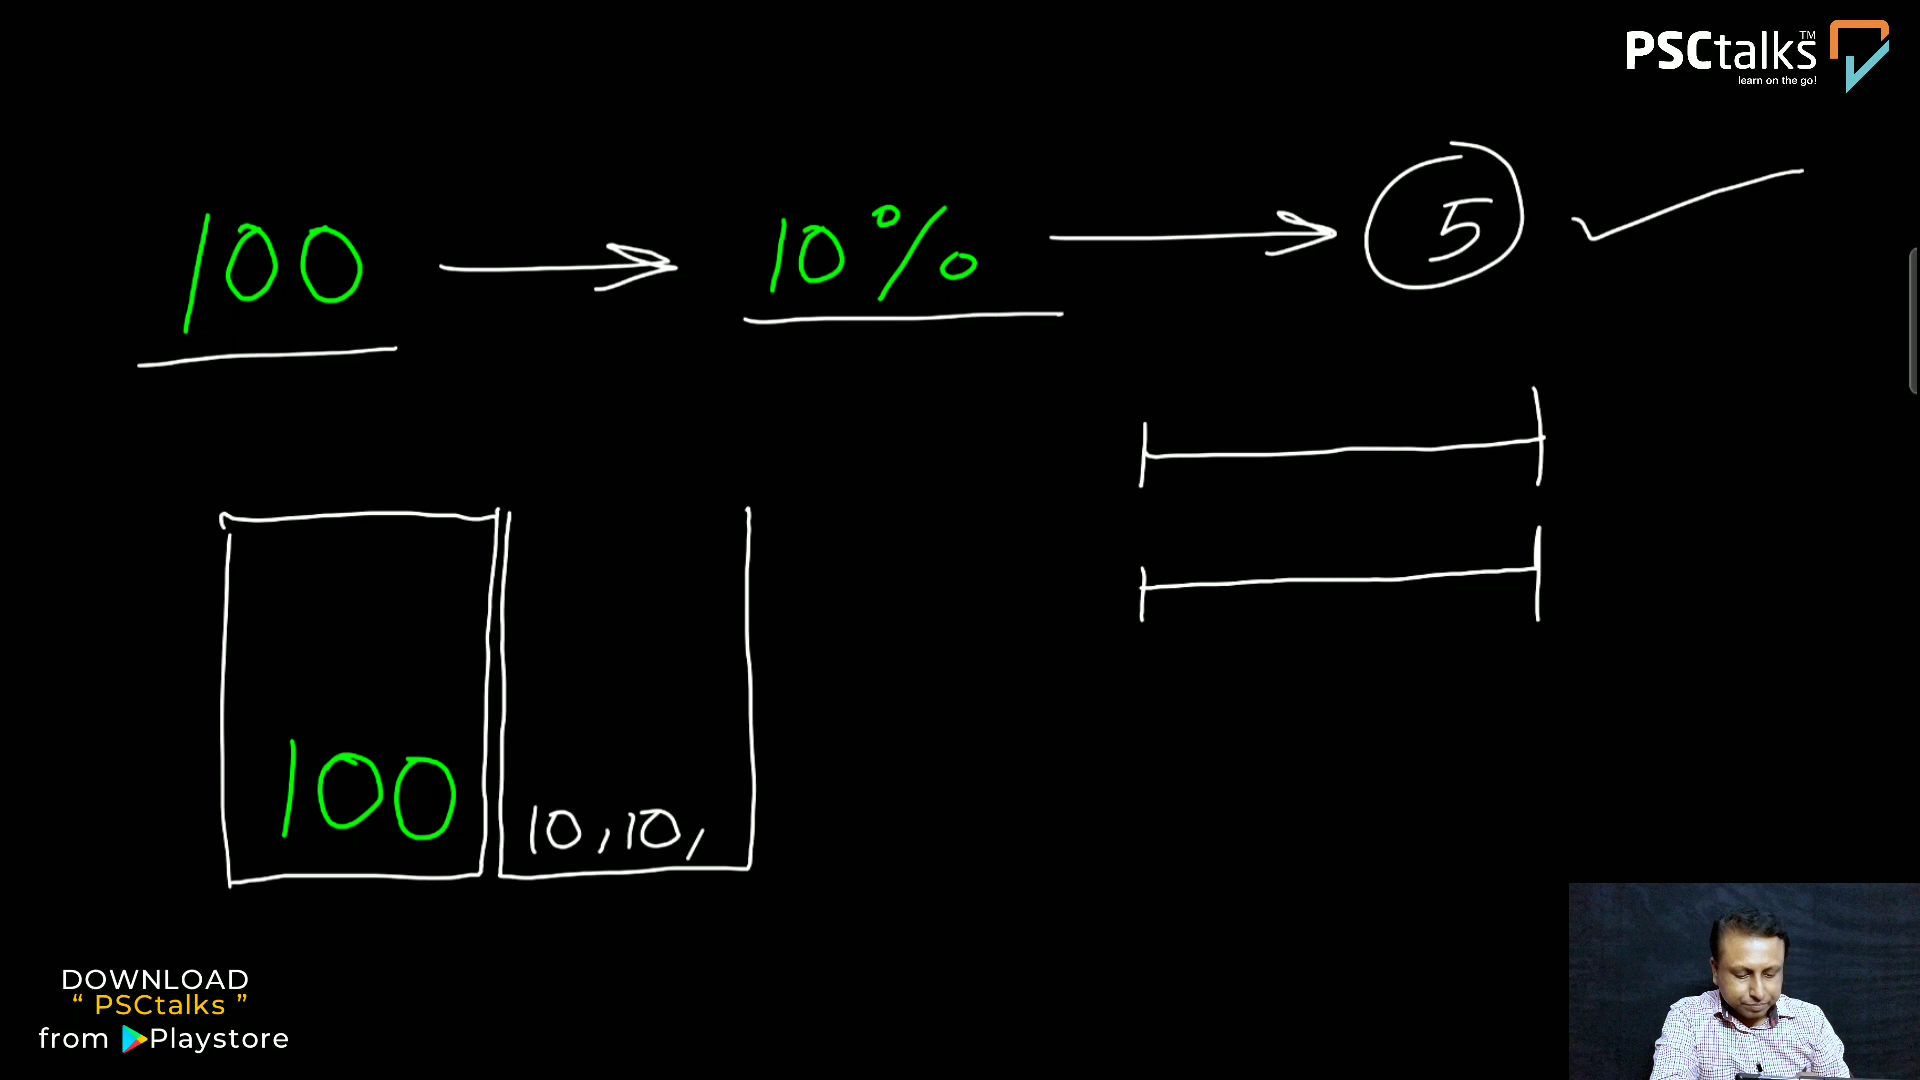 PSCtalks™
learn on the go!
100 → 10% → 5 ✓
100
10, 10,
DOWNLOAD
“ PSCtalks ”
from Playstore